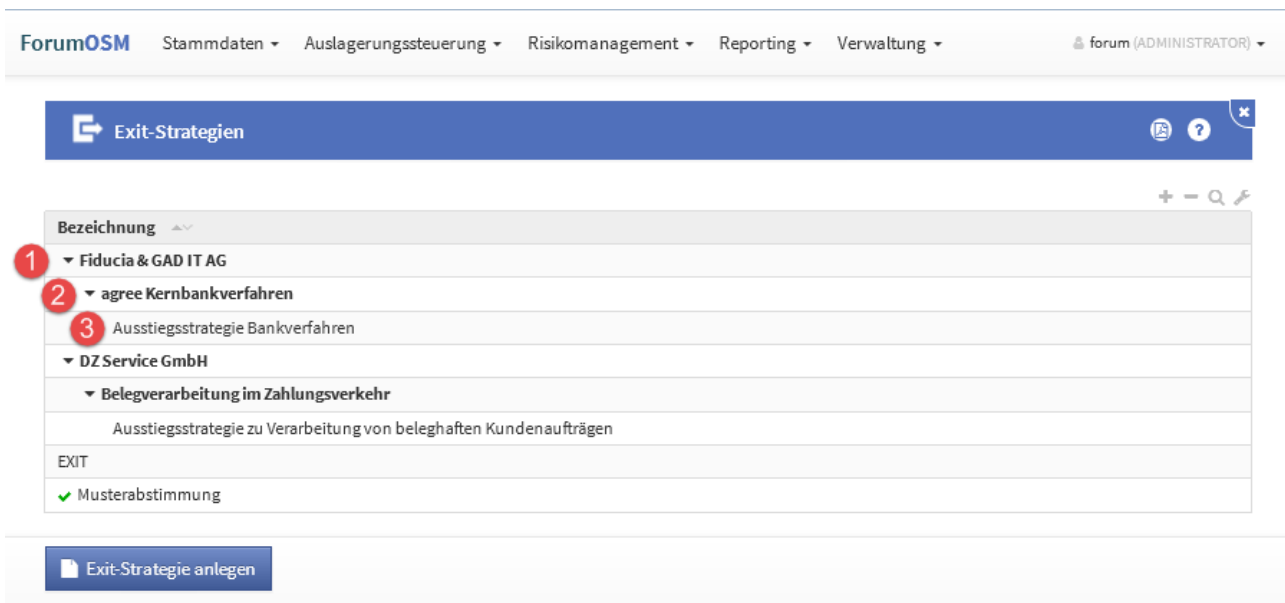 ForumOSM Stammdaten Auslagerungssteuerung Risikomanagement Reporting Verwaltung forum (ADMINISTRATOR)
Exit-Strategien ?
Bezeichnung
1 Fiducia & GAD IT AG
2 agree Kernbankverfahren
3 Ausstiegsstrategie Bankverfahren
DZ Service GmbH
Belegverarbeitung im Zahlungsverkehr
Ausstiegsstrategie zu Verarbeitung von beleghaften Kundenaufträgen
EXIT
Musterabstimmung
Exit-Strategie anlegen